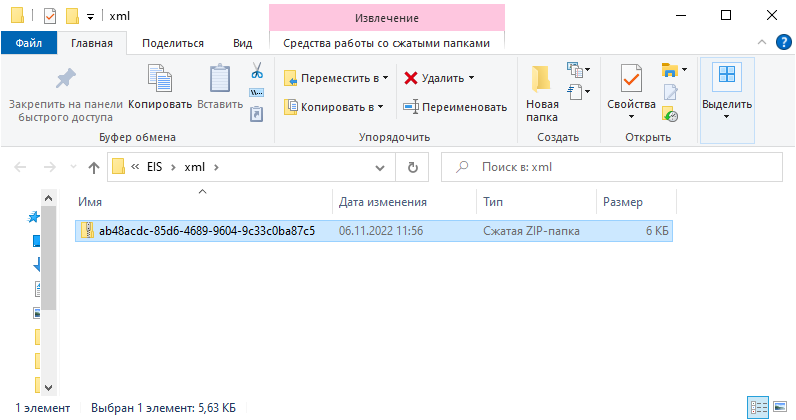 xml
Извлечение
Файл
Главная
Поделиться
Вид
Средства работы со сжатыми папками
Закрепить на панели
быстрого доступа
Копировать
Вставить
Буфер обмена
Переместить в
Копировать в
Удалить
Переименовать
Упорядочить
Новая
папка
Создать
Свойства
Открыть
Выделить
« EIS > xml >
Поиск в: xml
Имя
Дата изменения
Тип
Размер
ab48acdc-85d6-4689-9604-9c33c0ba87c5
06.11.2022 11:56
Сжатая ZIP-папка
6 КБ
1 элемент
Выбран 1 элемент: 5,63 КБ